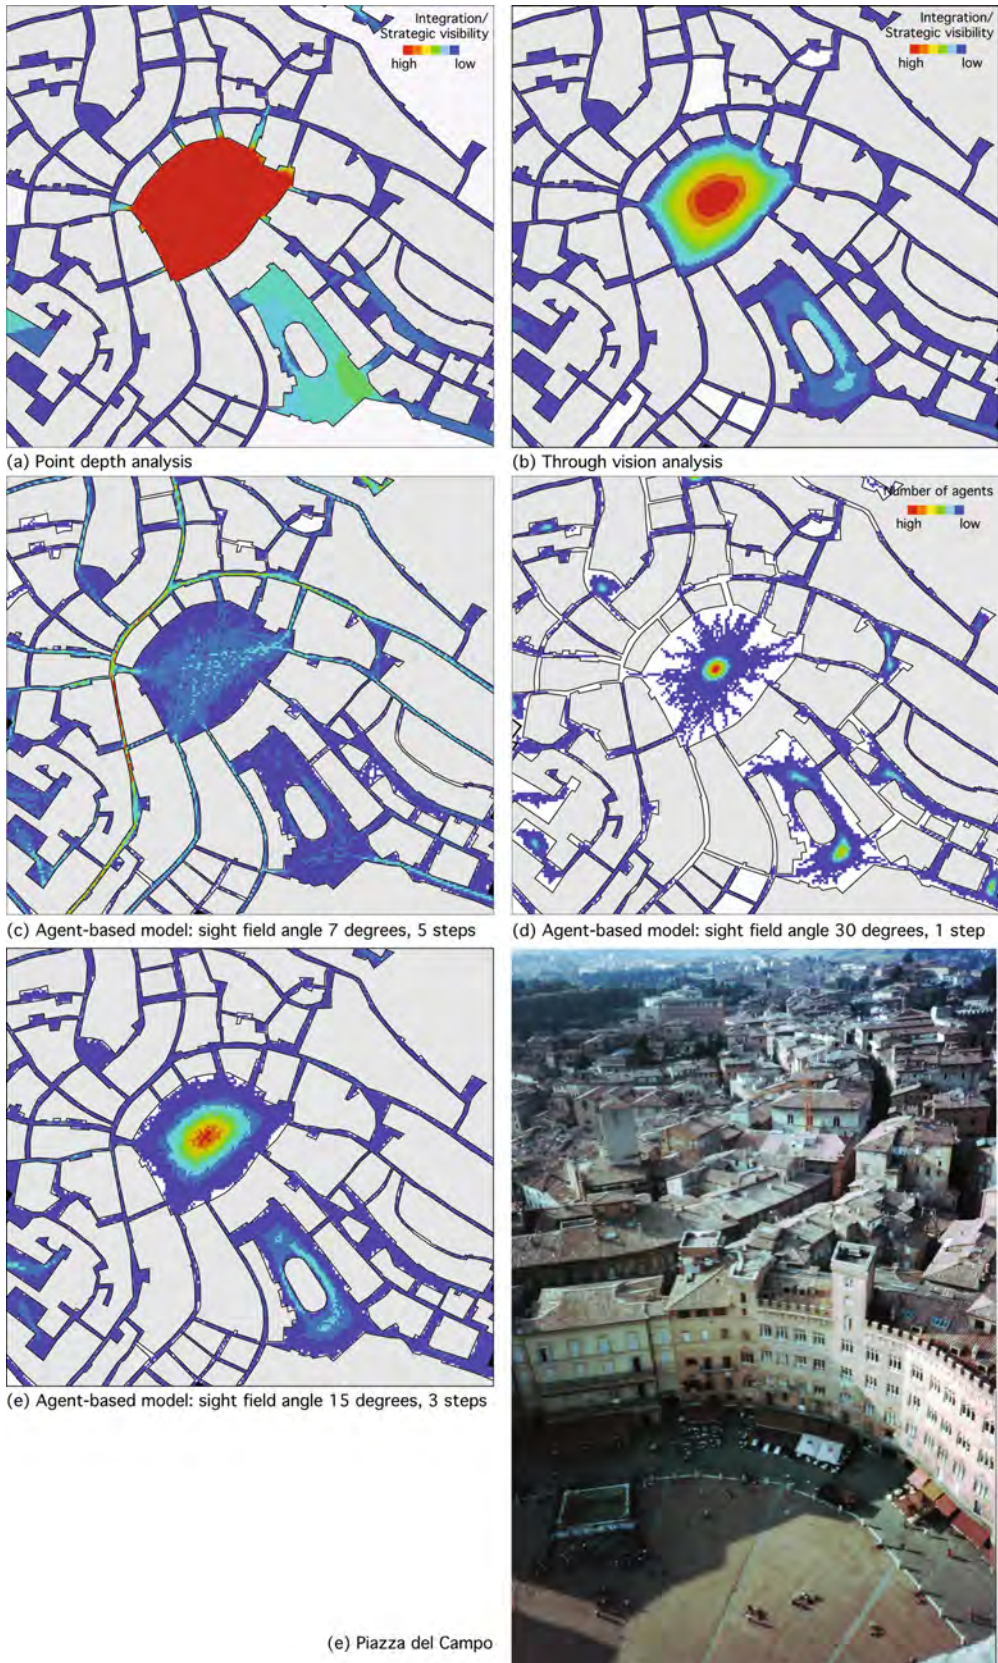 Integration/
Strategic visibility
high low
Integration/
Strategic visibility
high low
(a) Point depth analysis
(b) Through vision analysis
Number of agents
high low
(c) Agent-based model: sight field angle 7 degrees, 5 steps
(d) Agent-based model: sight field angle 30 degrees, 1 step
(e) Agent-based model: sight field angle 15 degrees, 3 steps
(e) Piazza del Campo